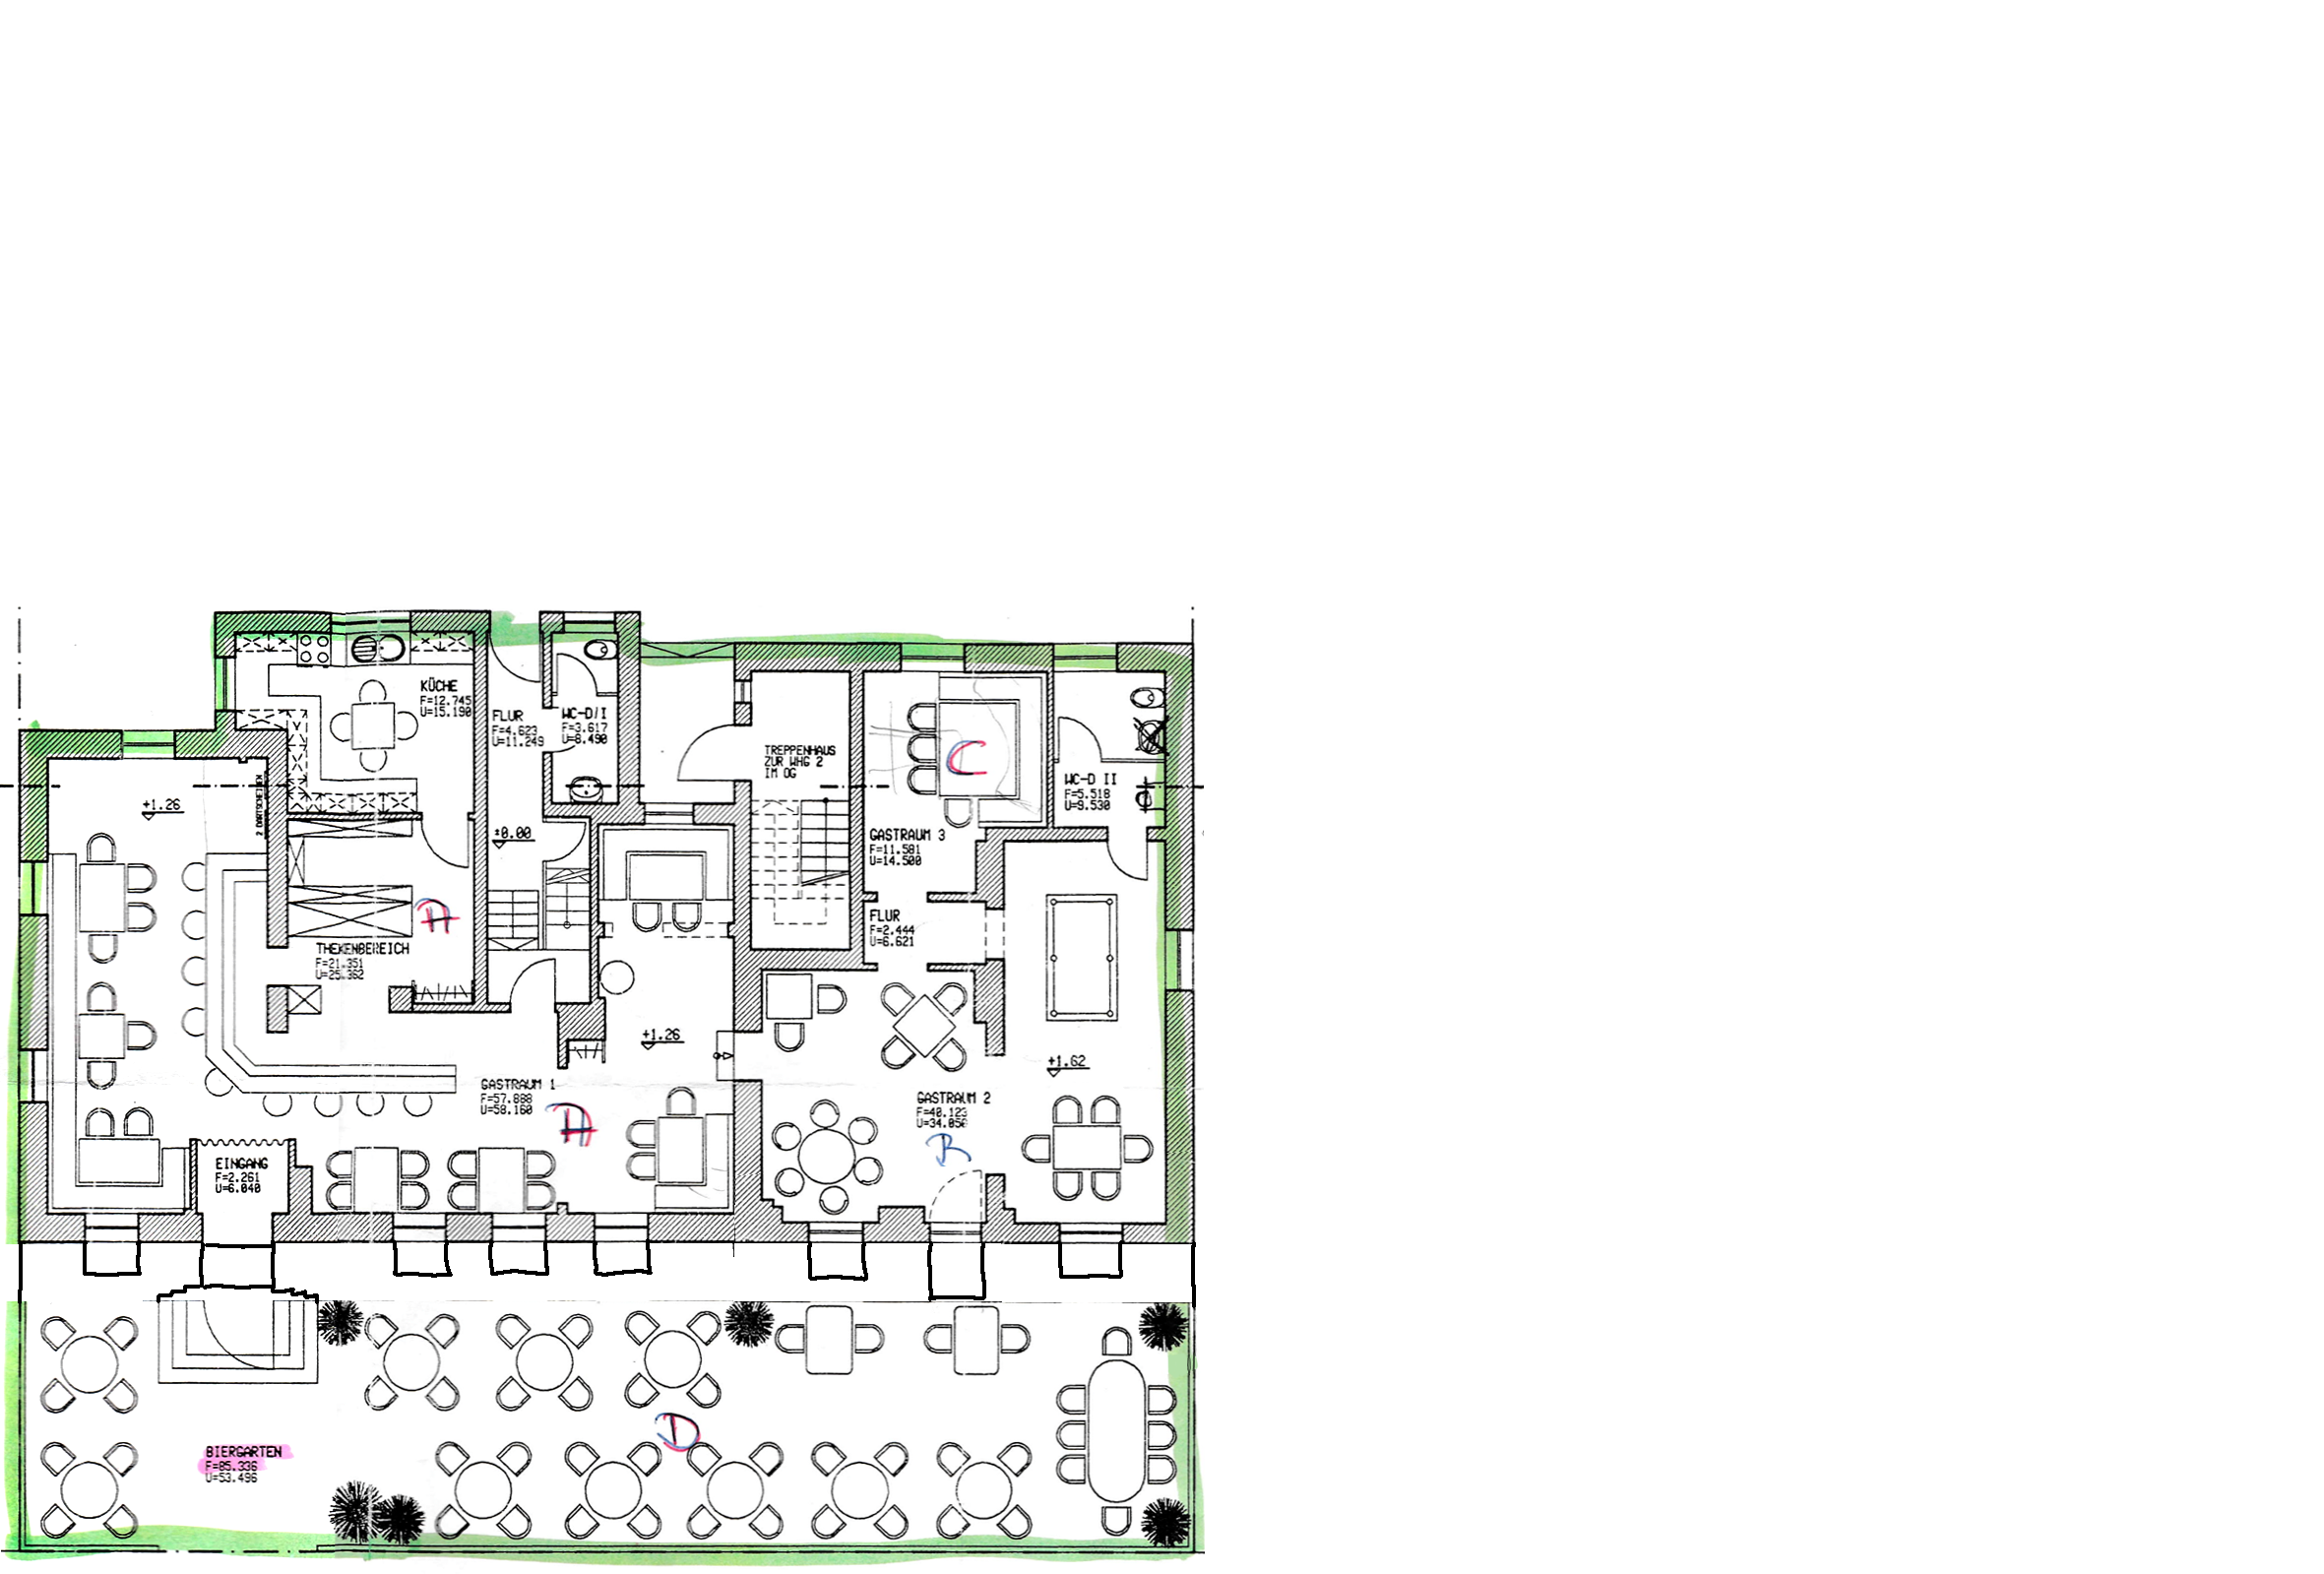 KÜCHE
F=12.745
U=15.190
FLUR
F=4.623
U=11.249
WC-D/I
F=3.617
U=8.490
TREPPENHAUS
ZUR WHG 2
IM OG
C
WC-D II
F=5.518
U=9.530
+1.26
2 DARTSCHEIBEN
±0.00
GASTRAUM 3
F=11.581
U=14.500
A
THEKENBEREICH
F=21.351
U=25.362
FLUR
F=2.444
U=6.621
+1.26
+1.62
GASTRAUM 1
F=57.888
U=58.160
A
GASTRAUM 2
F=40.123
U=34.056
B
EINGANG
F=2.261
U=6.040
D
BIERGARTEN
F=85.336
U=53.496